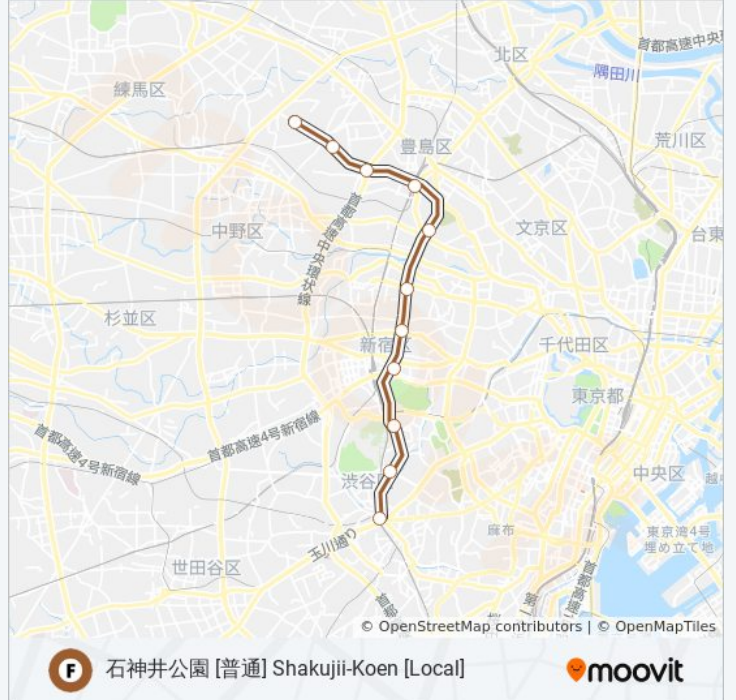 首都高速中央環
北区
隅田川
練馬区
豊島区
荒川区
首都高速中央環状線
中野区
文京区
台東
杉並区
新宿区
千代田区
東京都
首都高速4号新宿線
首都高速4号新宿線
渋谷
中央区
麻布
東京湾4号
埋め立て地
玉川通り
世田谷区
首都高速
首都
第一
© OpenStreetMap contributors | © OpenMapTiles
F 石神井公園 [普通] Shakujii-Koen [Local]
moovit